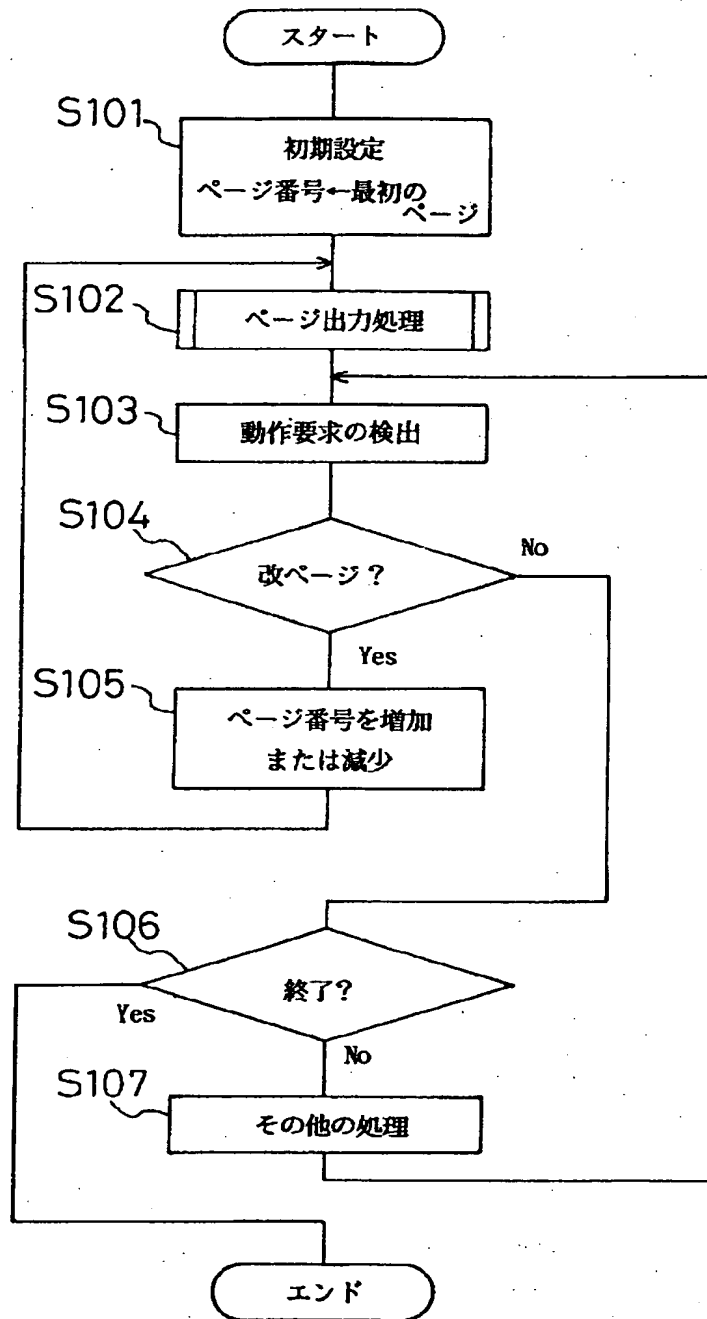 スタート
S101
初期設定
ページ番号←最初の
ページ
S102
ページ出力処理
S103
動作要求の検出
S104
改ページ?
No
Yes
S105
ページ番号を増加
または減少
S106
終了?
Yes
No
S107
その他の処理
エンド